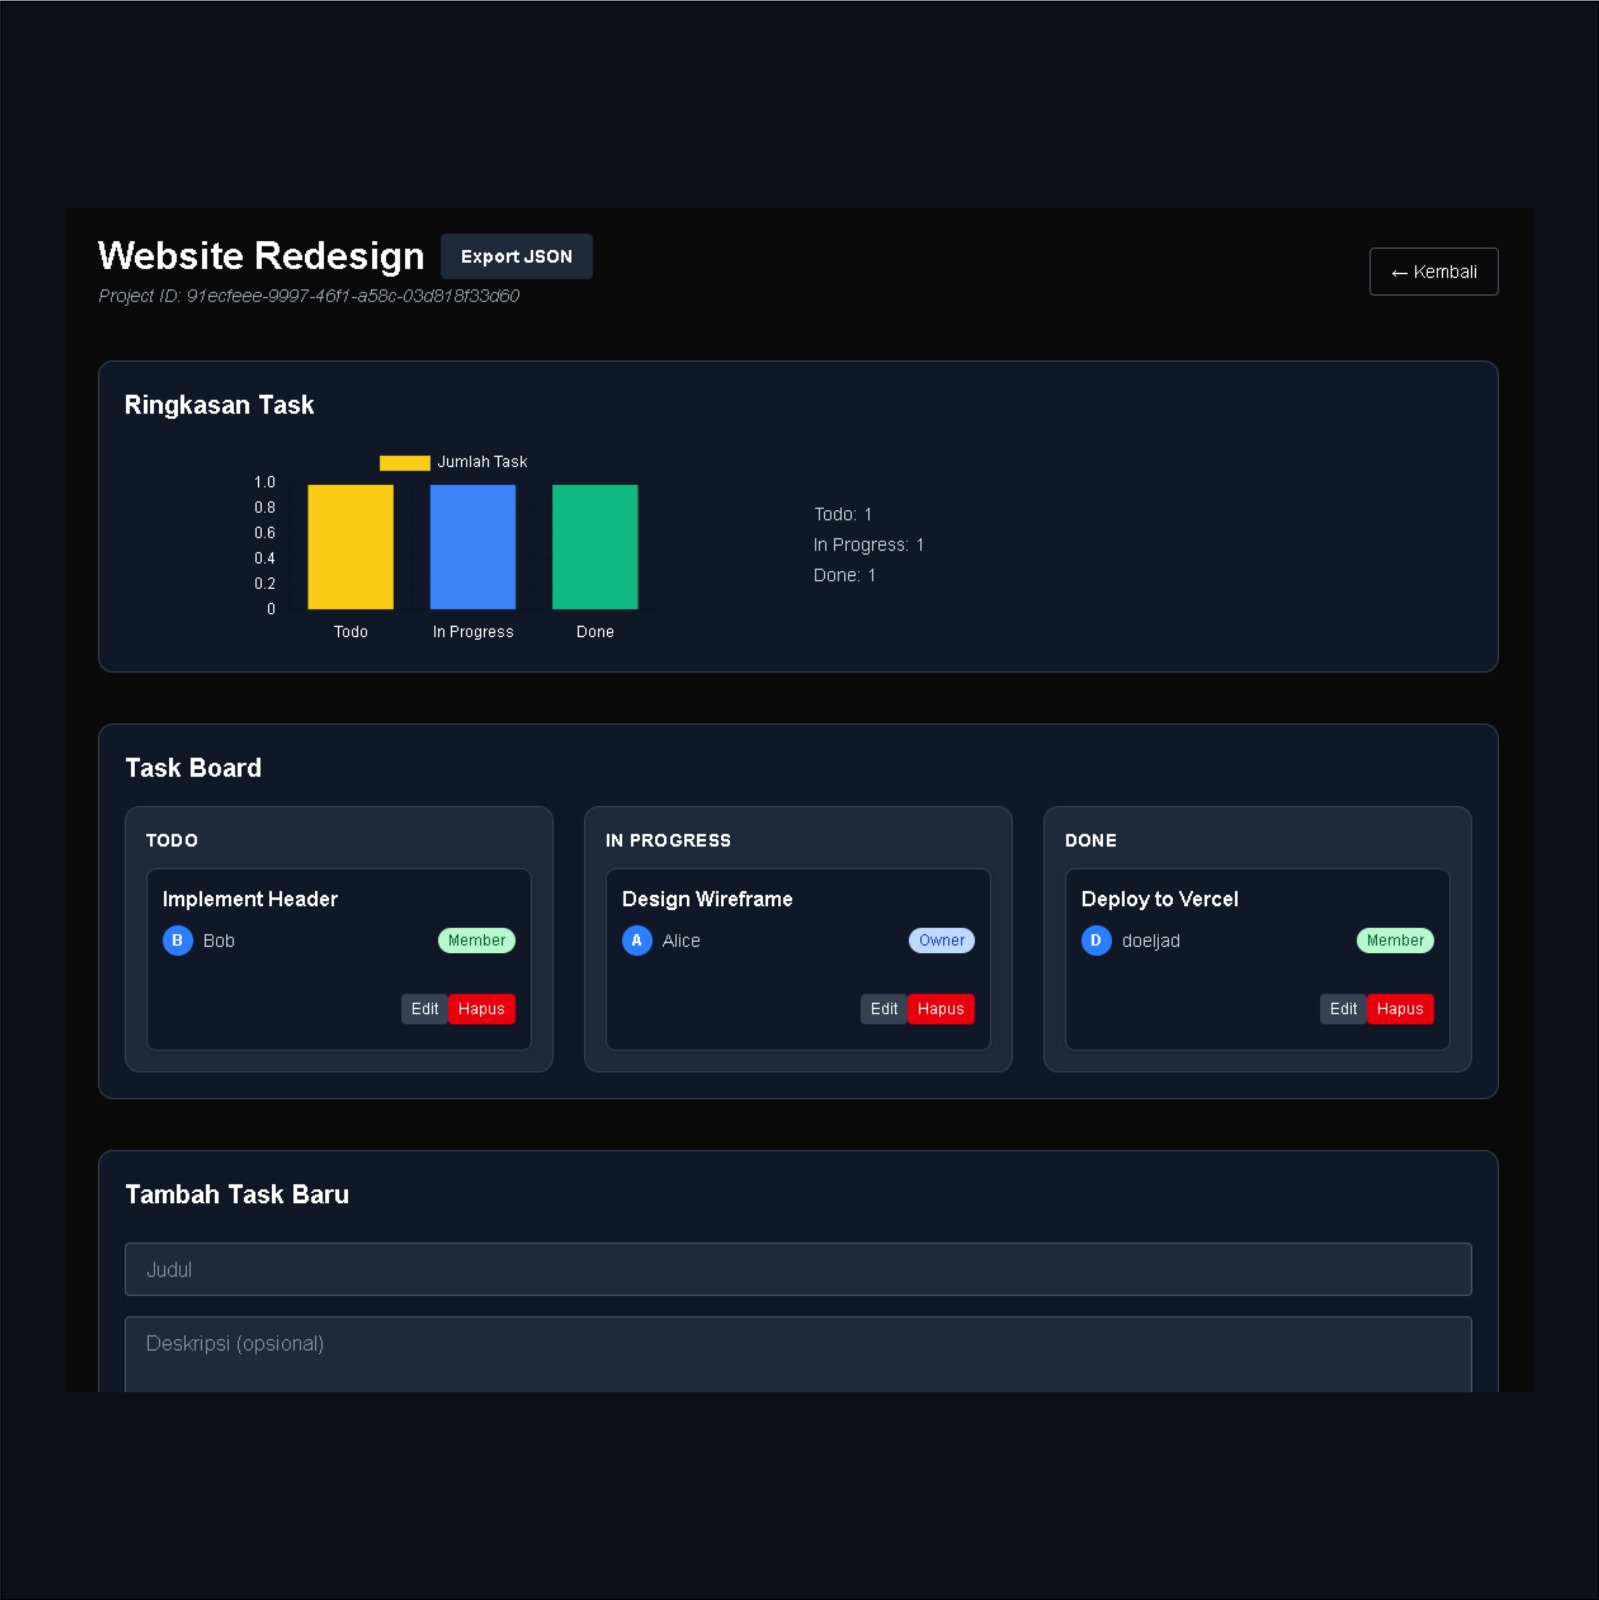 Website Redesign
Export JSON
← Kembali
Project ID: 91ecfeee-9997-46f1-a58c-03d818f33d60
Ringkasan Task
Jumlah Task
1.0
0.8
0.6
0.4
0.2
0
Todo
In Progress
Done
Todo: 1
In Progress: 1
Done: 1
Task Board
TODO
Implement Header
B
Bob
Member
Edit
Hapus
IN PROGRESS
Design Wireframe
A
Alice
Owner
Edit
Hapus
DONE
Deploy to Vercel
D
doeljad
Member
Edit
Hapus
Tambah Task Baru
Judul
Deskripsi (opsional)